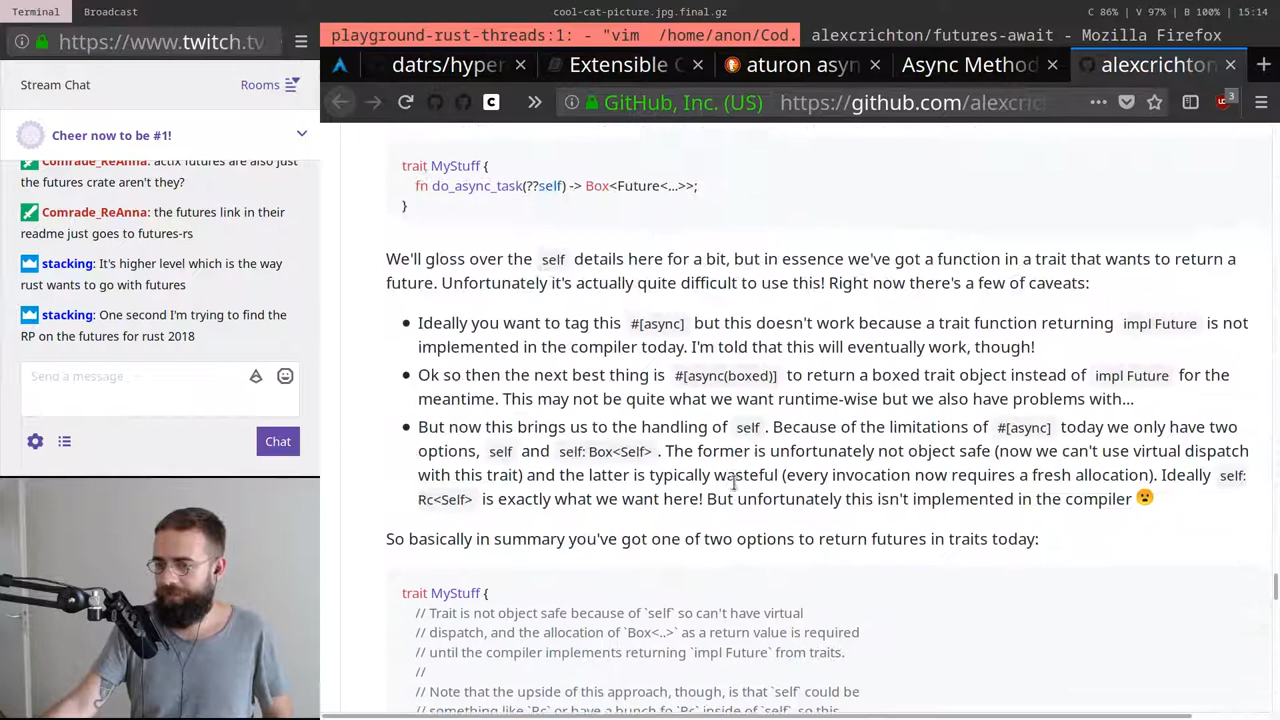 Terminal
Broadcast
cool-cat-picture.jpg.final.gz
C 86% | V 97% | B 100% | 15:14
https://www.twitch.tv
playground-rust-threads:1: - "vim /home/anon/Cod.
alexcrichton/futures-await - Mozilla Firefox
datrs/hyper
Extensible C
aturon asyn
Async Method
alexcrichton
GitHub, Inc. (US)
https://github.com/alexcric
3
Stream Chat
Rooms
Cheer now to be #1!
Comrade_ReAnna: actix futures are also just
the futures crate aren't they?
Comrade_ReAnna: the futures link in their
readme just goes to futures-rs
stacking: It's higher level which is the way
rust wants to go with futures
stacking: One second I'm trying to find the
RP on the futures for rust 2018
Send a message
Chat
trait MyStuff {
fn do_async_task(??self) -> Box<Future<...>>;
}
We'll gloss over the self details here for a bit, but in essence we've got a function in a trait that wants to return a
future. Unfortunately it's actually quite difficult to use this! Right now there's a few of caveats:
● Ideally you want to tag this #[async] but this doesn't work because a trait function returning impl Future is not
implemented in the compiler today. I'm told that this will eventually work, though!
● Ok so then the next best thing is #[async(boxed)] to return a boxed trait object instead of impl Future for the
meantime. This may not be quite what we want runtime-wise but we also have problems with...
● But now this brings us to the handling of self . Because of the limitations of #[async] today we only have two
options, self and self: Box<Self> . The former is unfortunately not object safe (now we can't use virtual dispatch
with this trait) and the latter is typically wasteful (every invocation now requires a fresh allocation). Ideally self:
Rc<Self> is exactly what we want here! But unfortunately this isn't implemented in the compiler 😦
So basically in summary you've got one of two options to return futures in traits today:
trait MyStuff {
// Trait is not object safe because of `self` so can't have virtual
// dispatch, and the allocation of `Box<..>` as a return value is required
// until the compiler implements returning `impl Future` from traits.
//
// Note that the upside of this approach, though, is that `self` could be
// something like `Rc` or have a bunch fo `Rc` inside of `self`, so this